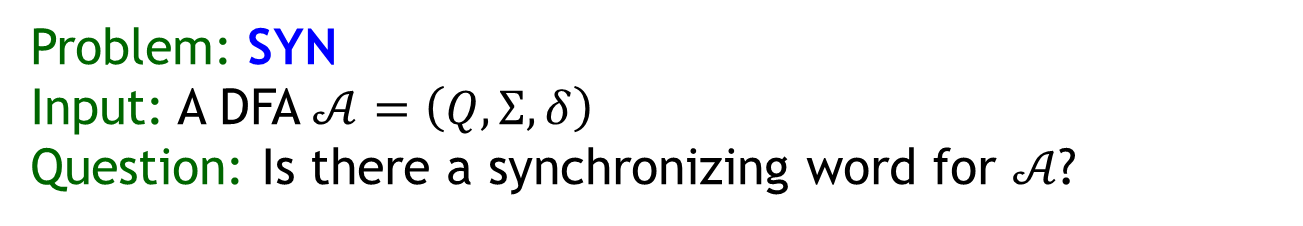 Problem: SYN
Input: A DFA 𝒜 = (𝑄, Σ, 𝛿)
Question: Is there a synchronizing word for 𝒜?